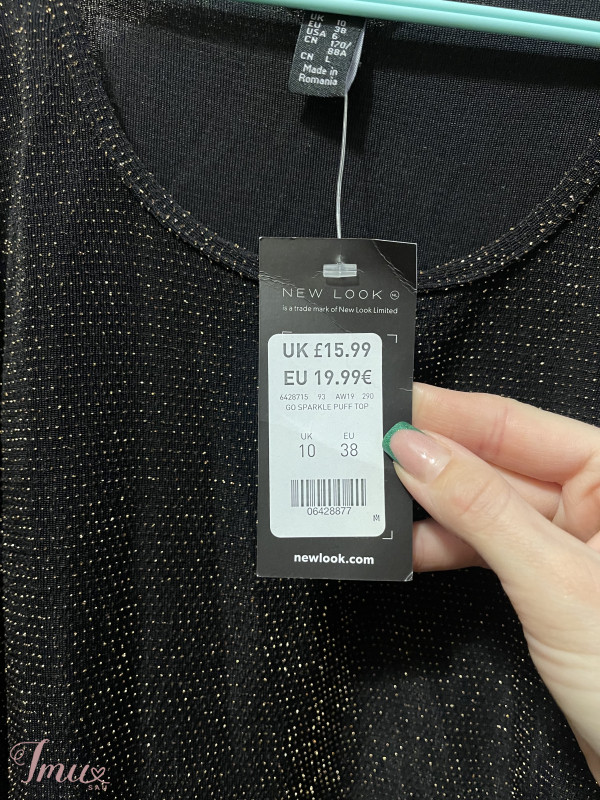 UK 10
EU 38
USA 6
CN 170/
88A
CN L
Made in
Romania
NEW LOOK NL
is a trade mark of New Look Limited
UK £15.99
EU 19.99€
6428715 93 AW19 290
GO SPARKLE PUFF TOP
UK EU
10 38
06428877
M
newlook.com
Imu
SAU